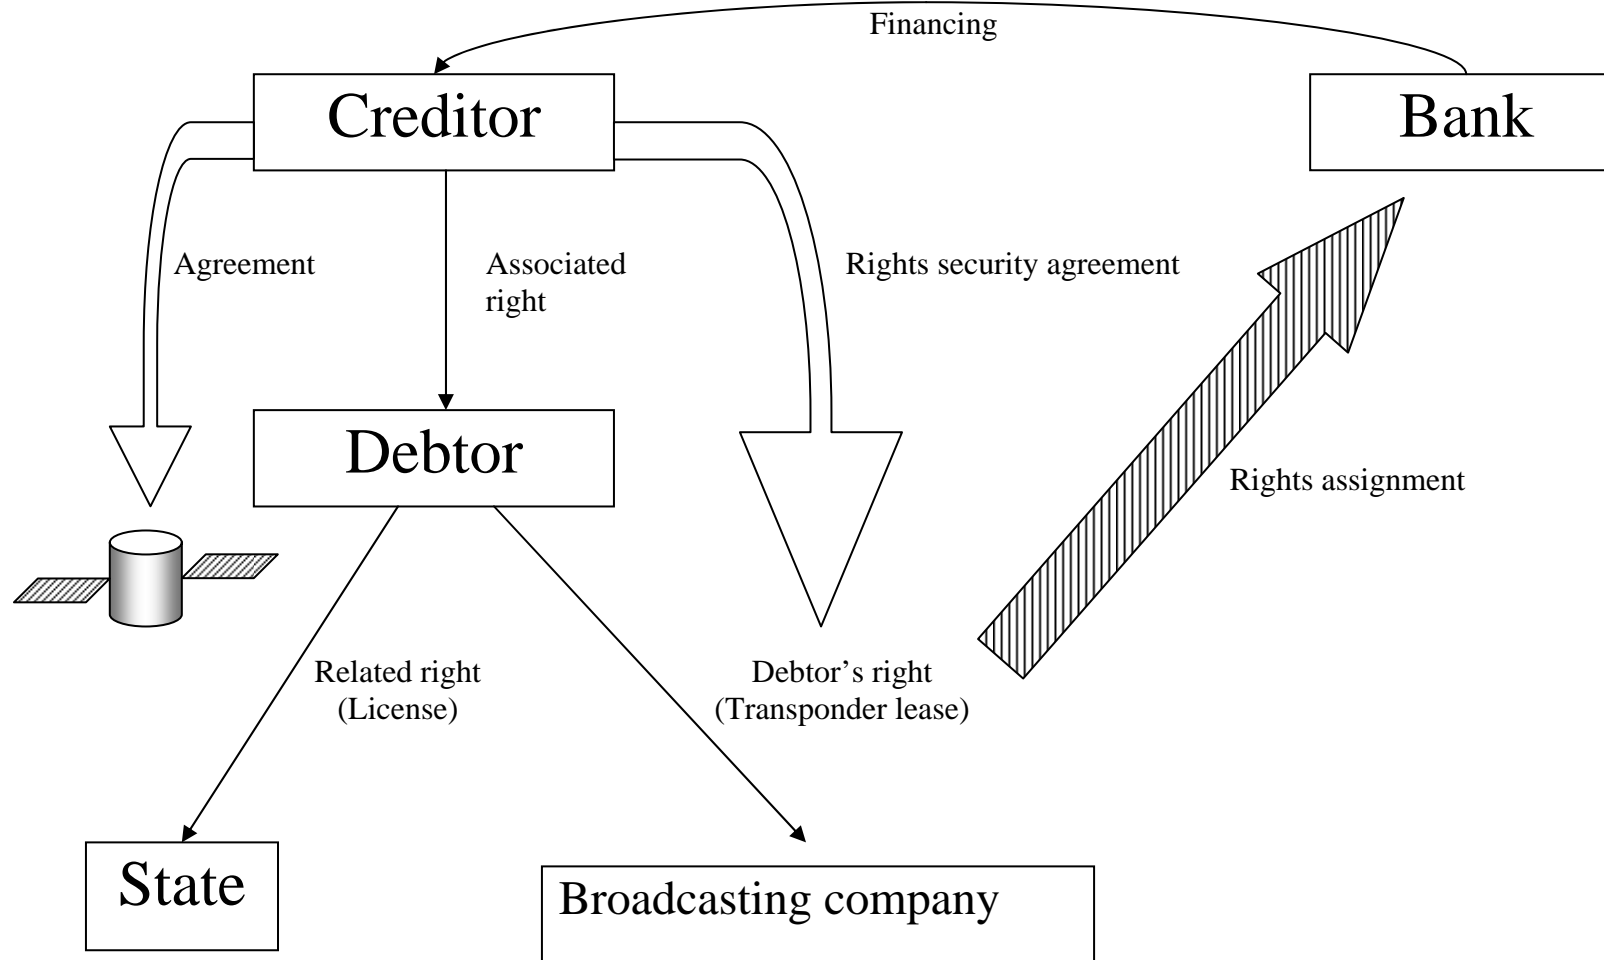 Financing
Creditor
Bank
Agreement
Associated
right
Rights security agreement
Debtor
Rights assignment
Related right
(License)
Debtor’s right
(Transponder lease)
State
Broadcasting company